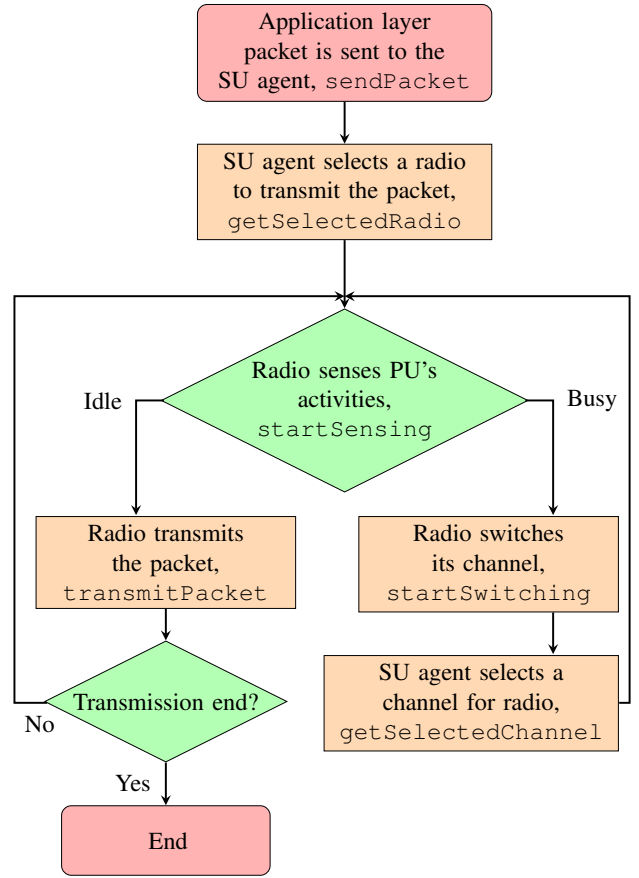 Application layer
packet is sent to the
SU agent, sendPacket
SU agent selects a radio
to transmit the packet,
getSelectedRadio
Radio senses PU's
activities,
startSensing
Idle
Busy
Radio transmits
the packet,
transmitPacket
Radio switches
its channel,
startSwitching
SU agent selects a
channel for radio,
getSelectedChannel
Transmission end?
No
Yes
End